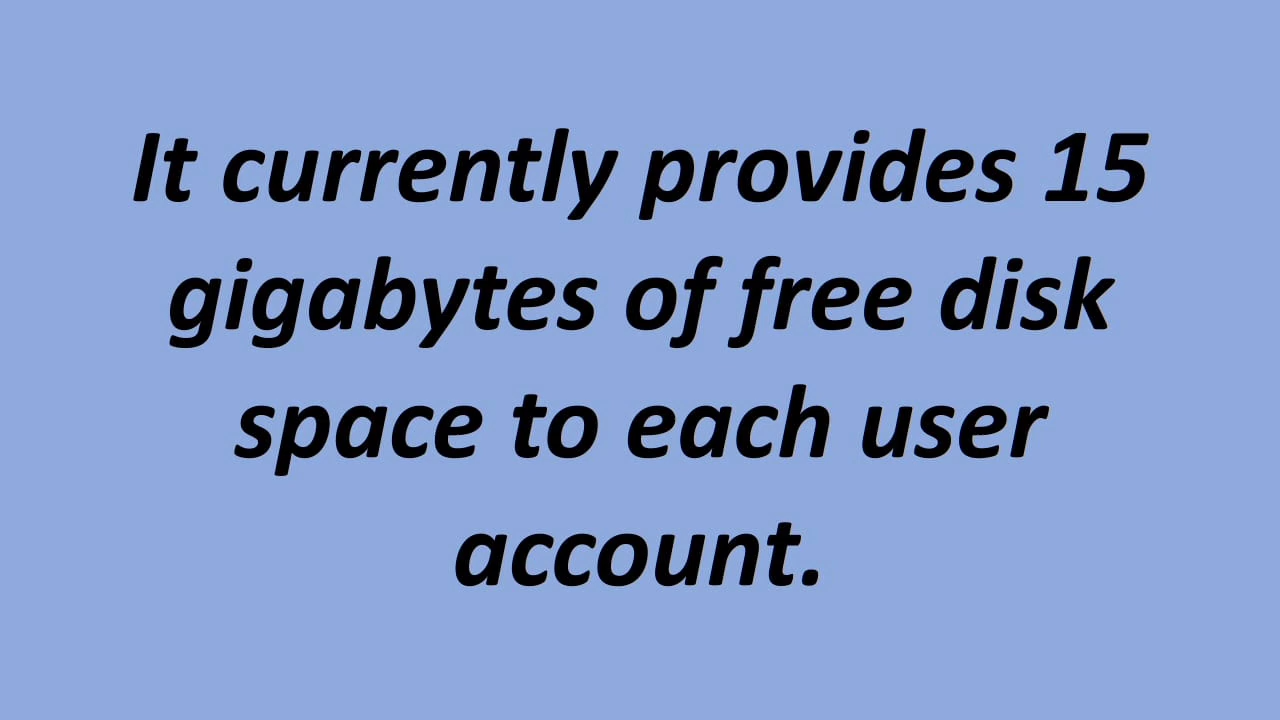 It currently provides 15
gigabytes of free disk
space to each user
account.